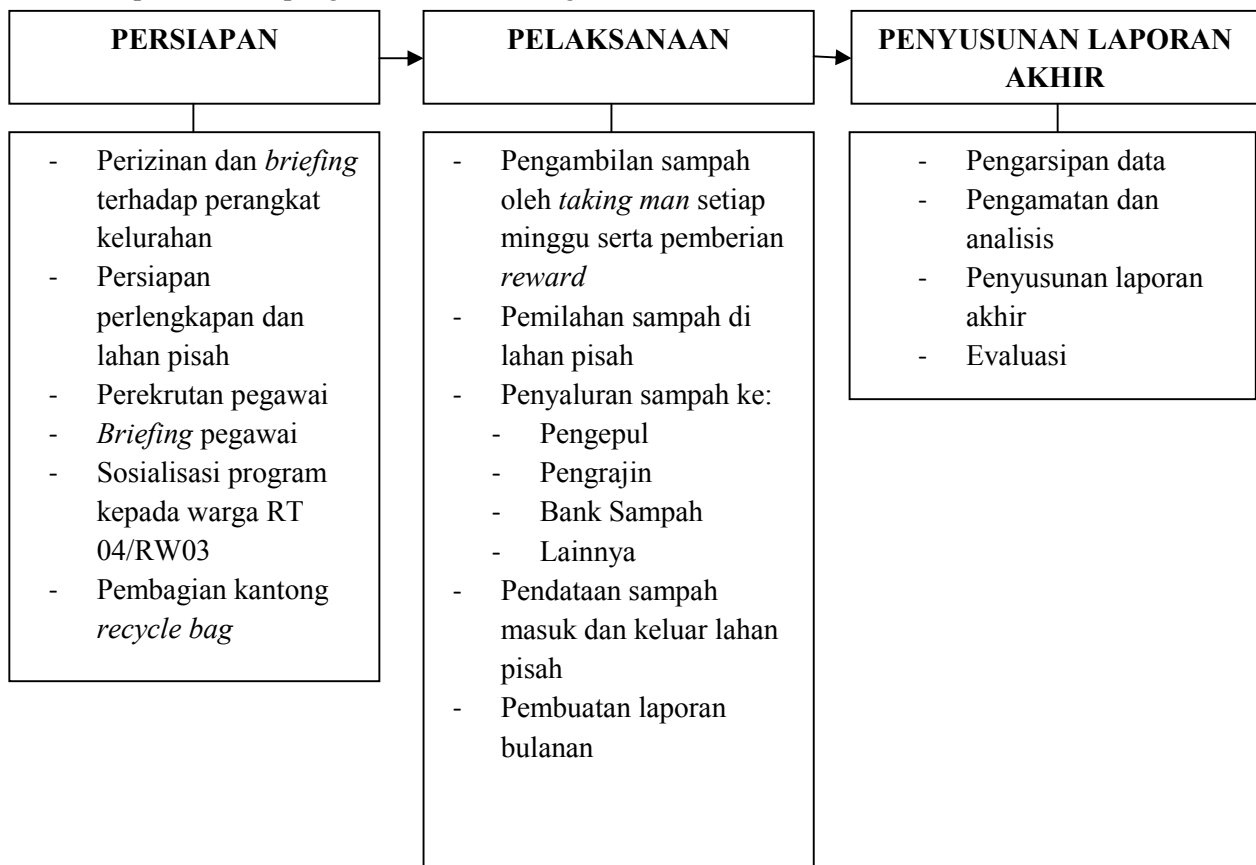 PERSIAPAN
PELAKSANAAN
PENYUSUNAN LAPORAN
AKHIR
- Perizinan dan briefing
terhadap perangkat
kelurahan
- Persiapan
perlengkapan dan
lahan pisah
- Perekrutan pegawai
- Briefing pegawai
- Sosialisasi program
kepada warga RT
04/RW03
- Pembagian kantong
recycle bag
- Pengambilan sampah
oleh taking man setiap
minggu serta pemberian
reward
- Pemilahan sampah di
lahan pisah
- Penyaluran sampah ke:
- Pengepul
- Pengrajin
- Bank Sampah
- Lainnya
- Pendataan sampah
masuk dan keluar lahan
pisah
- Pembuatan laporan
bulanan
- Pengarsipan data
- Pengamatan dan
analisis
- Penyusunan laporan
akhir
- Evaluasi